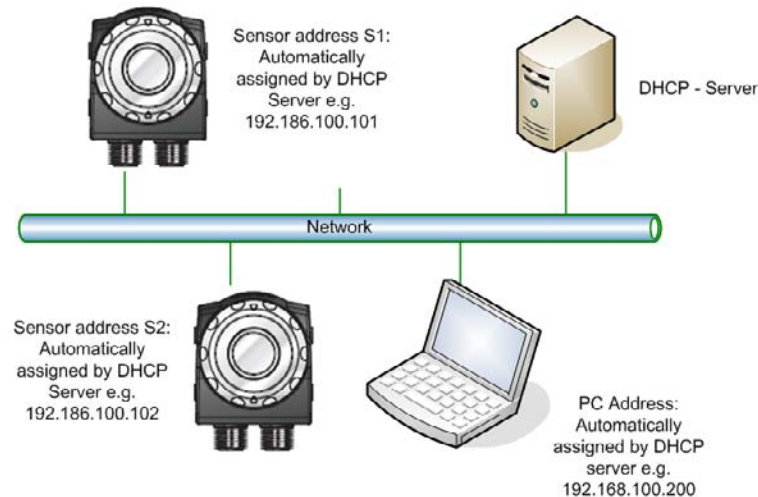 Sensor address S1:
Automatically
assigned by DHCP
Server e.g.
192.186.100.101
DHCP - Server
Network
Sensor address S2:
Automatically
assigned by DHCP
Server e.g.
192.186.100.102
PC Address:
Automatically
assigned by DHCP
server e.g.
192.168.100.200